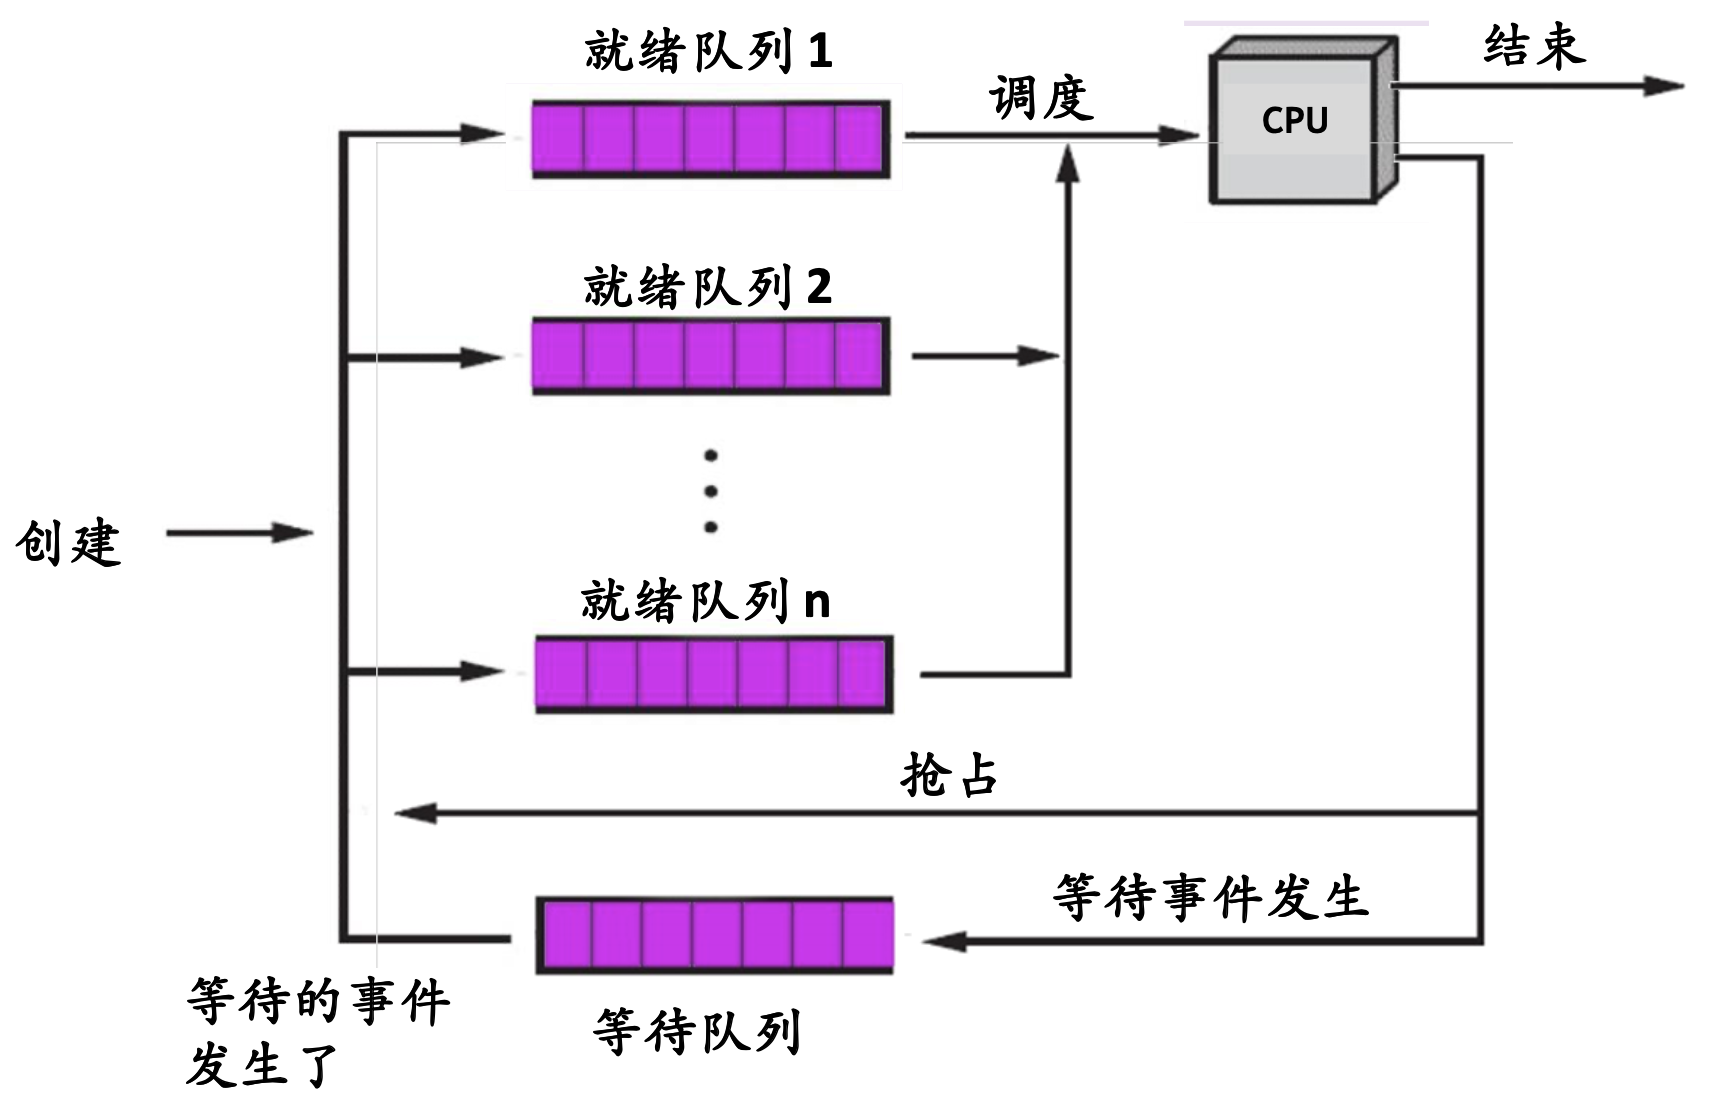 就绪队列 1
结束
调度
CPU
就绪队列 2
创建
就绪队列 n
抢占
等待事件发生
等待的事件
发生了
等待队列